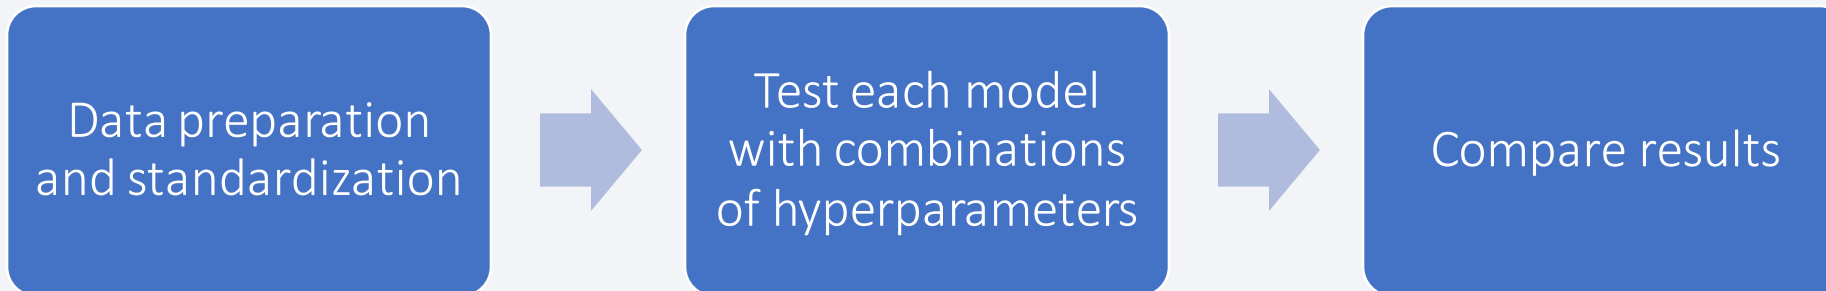 Data preparation
and standardization
Test each model
with combinations
of hyperparameters
Compare results